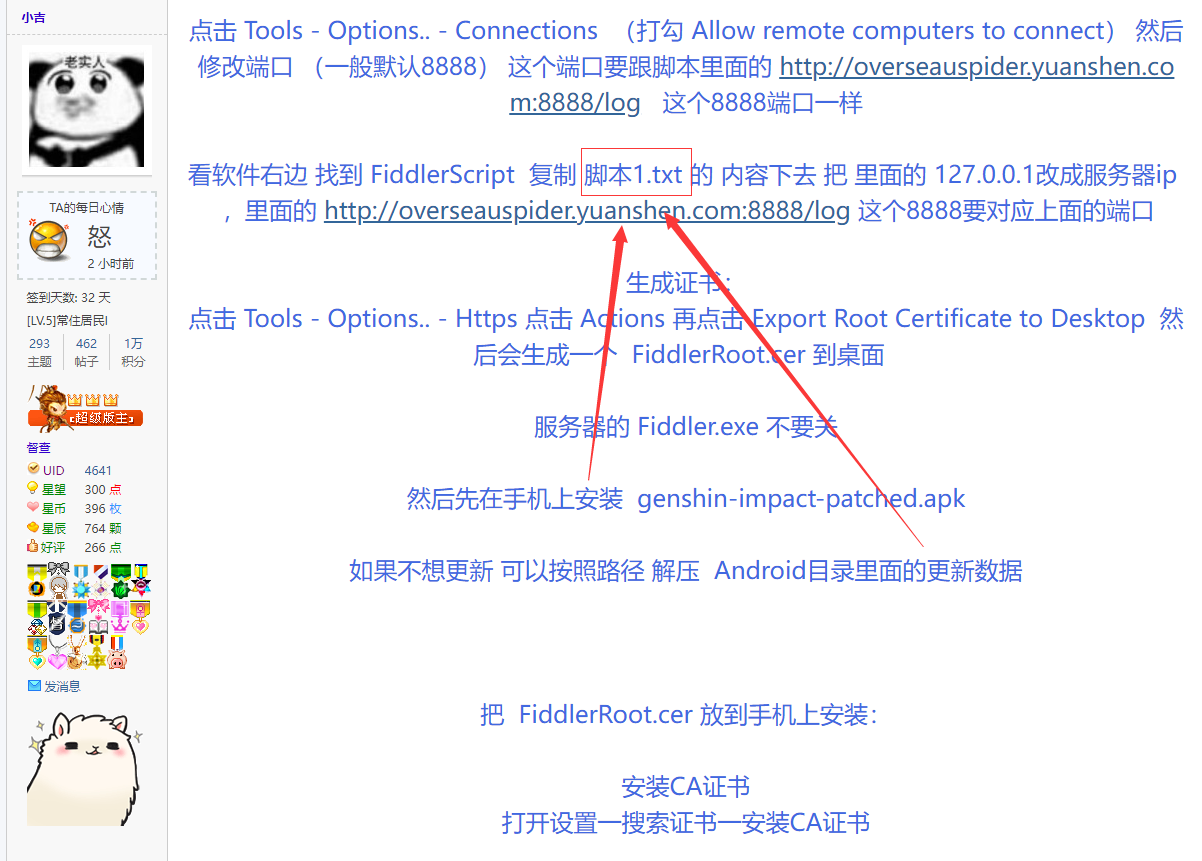 小吉
老实人
TA的每日心情
怒
2 小时前
签到天数: 32 天
[LV.5]常住居民I
293 462 1万
主题 帖子 积分
超级版主
督查
UID 4641
星望 300 点
星币 396 枚
星辰 764 颗
好评 266 点
发消息
点击 Tools - Options.. - Connections （打勾 Allow remote computers to connect） 然后
修改端口 （一般默认8888） 这个端口要跟脚本里面的 http://overseauspider.yuanshen.co
m:8888/log 这个8888端口一样
看软件右边 找到 FiddlerScript 复制 脚本1.txt 的 内容下去 把 里面的 127.0.0.1改成服务器ip
，里面的 http://overseauspider.yuanshen.com:8888/log 这个8888要对应上面的端口
生成证书：
点击 Tools - Options.. - Https 点击 Actions 再点击 Export Root Certificate to Desktop 然
后会生成一个 FiddlerRoot.cer 到桌面
服务器的 Fiddler.exe 不要关
然后先在手机上安装 genshin-impact-patched.apk
如果不想更新 可以按照路径 解压 Android目录里面的更新数据
把 FiddlerRoot.cer 放到手机上安装：
安装CA证书
打开设置一搜索证书一安装CA证书